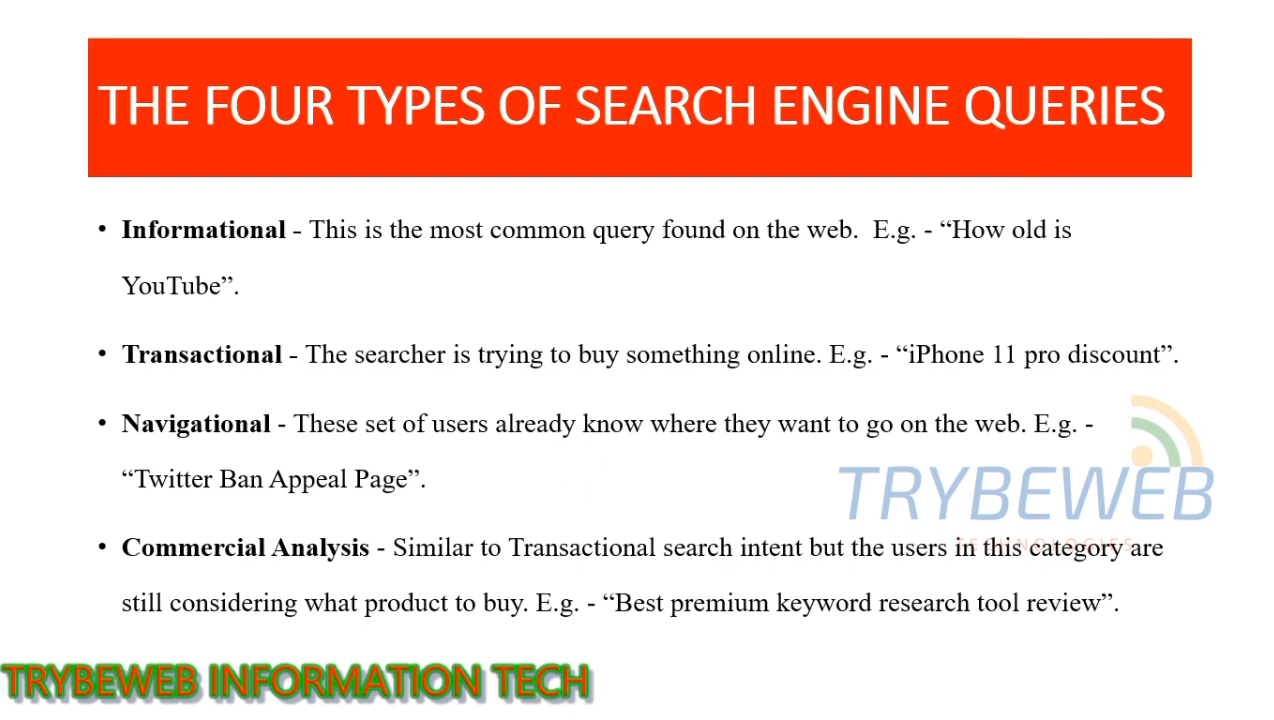 THE FOUR TYPES OF SEARCH ENGINE QUERIES
• Informational - This is the most common query found on the web.  E.g. - “How old is
YouTube”.
• Transactional - The searcher is trying to buy something online. E.g. - “iPhone 11 pro discount”.
• Navigational - These set of users already know where they want to go on the web. E.g. -
“Twitter Ban Appeal Page”.
TRYBEWEB
TECHNOLOGIES
• Commercial Analysis - Similar to Transactional search intent but the users in this category are
still considering what product to buy. E.g. - “Best premium keyword research tool review”.
TRYBEWEB INFORMATION TECH